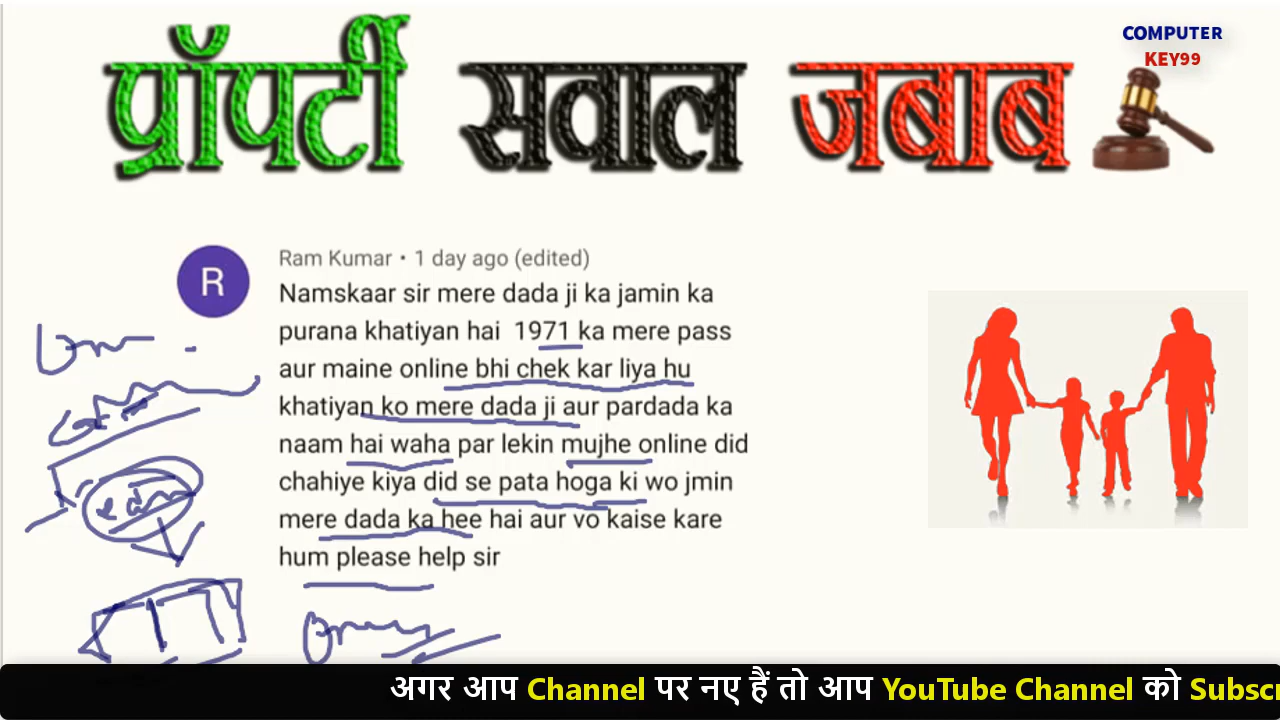 प्रॉपर्टी सवाल जबाब
COMPUTER
KEY99
R
Ram Kumar • 1 day ago (edited)
Namskaar sir mere dada ji ka jamin ka
purana khatiyan hai 1971 ka mere pass
aur maine online bhi chek kar liya hu
khatiyan ko mere dada ji aur pardada ka
naam hai waha par lekin mujhe online did
chahiye kiya did se pata hoga ki wo jmin
mere dada ka hee hai aur vo kaise kare
hum please help sir
अगर आप Channel पर नए हैं तो आप YouTube Channel को Subsc